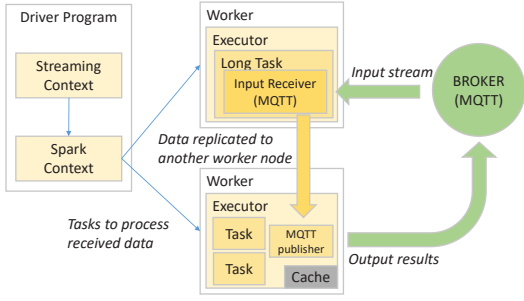 Driver Program
Streaming
Context
Spark
Context
Worker
Executor
Long Task
Input Receiver
(MQTT)
Input stream
BROKER
(MQTT)
Data replicated to
another worker node
Worker
Executor
Task
Task
MQTT
publisher
Cache
Tasks to process
received data
Output results